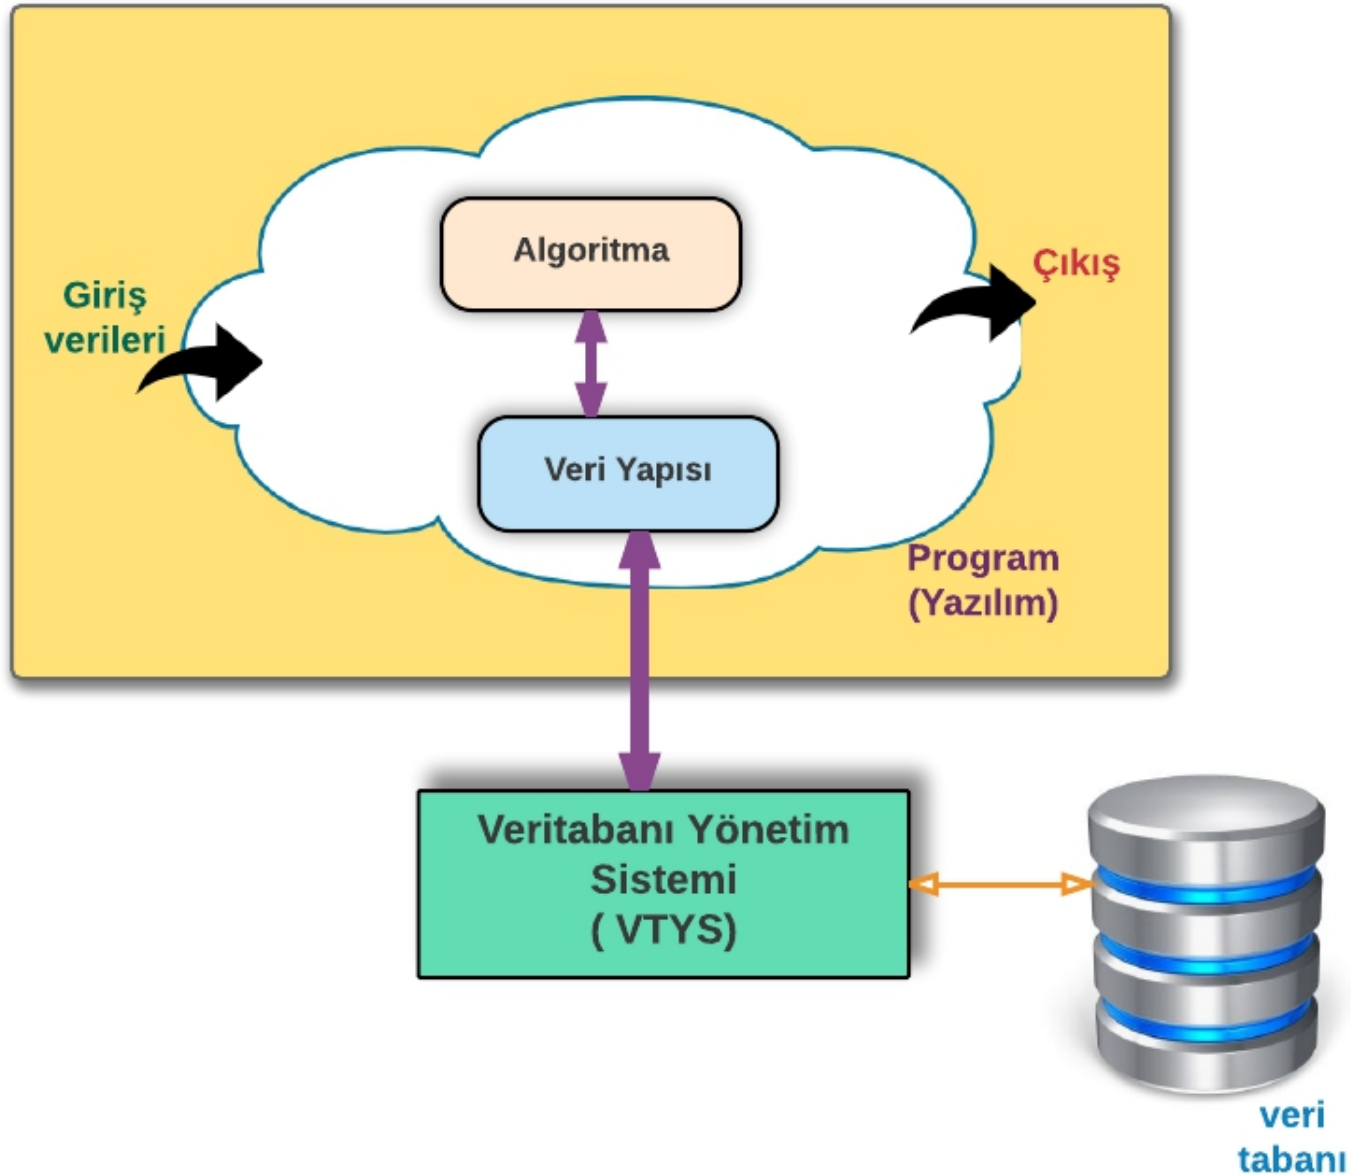 Algoritma
Çıkış
Giriş
verileri
Veri Yapısı
Program
(Yazılım)
Veritabanı Yönetim
Sistemi
( VTYS)
veri
tabanı